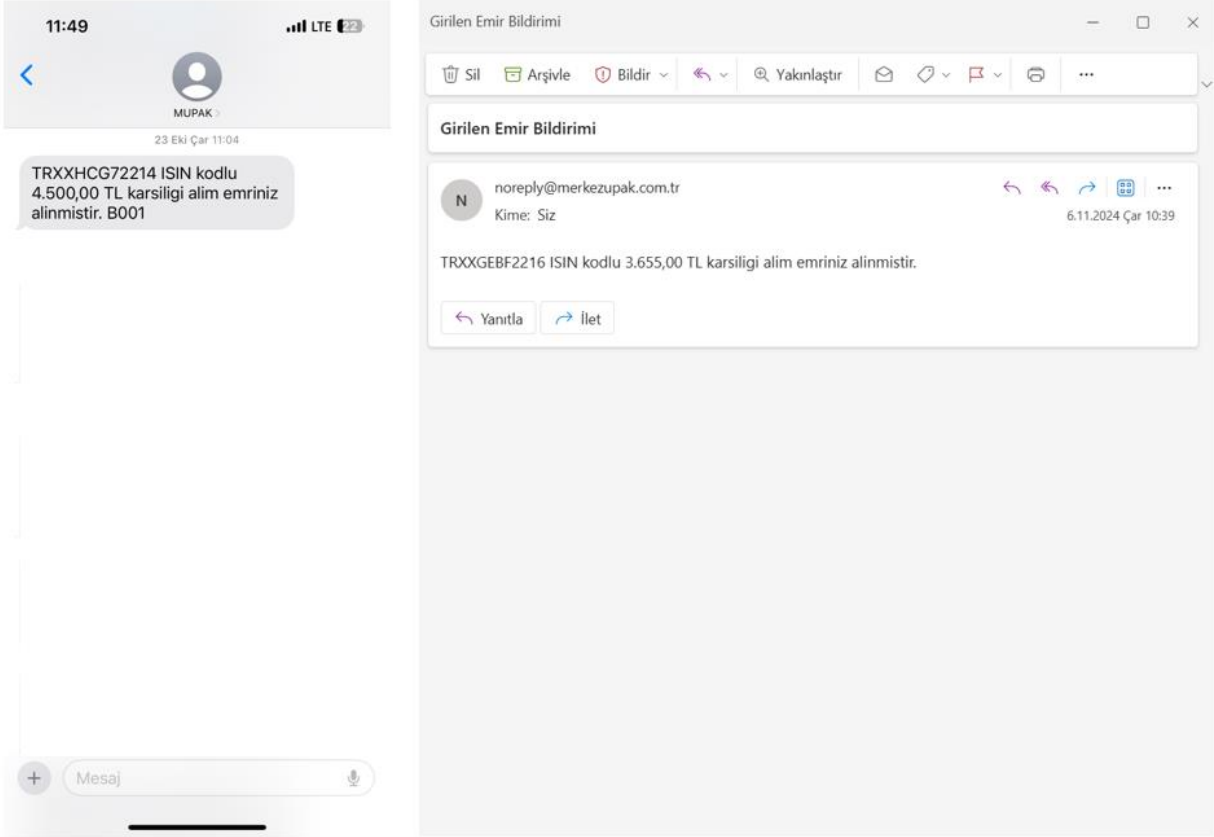 11:49
LTE 22
MUPAK
23 Eki Çar 11:04
TRXXHCG72214 ISIN kodlu
4.500,00 TL karsiligi alim emriniz
alinmistir. B001
Mesaj
Girilen Emir Bildirimi
Sil Arşivle Bildir Yakınlaştır
Girilen Emir Bildirimi
N
noreply@merkezupak.com.tr
Kime: Siz
6.11.2024 Çar 10:39
TRXXGEBF2216 ISIN kodlu 3.655,00 TL karsiligi alim emriniz alinmistir.
Yanıtla İlet